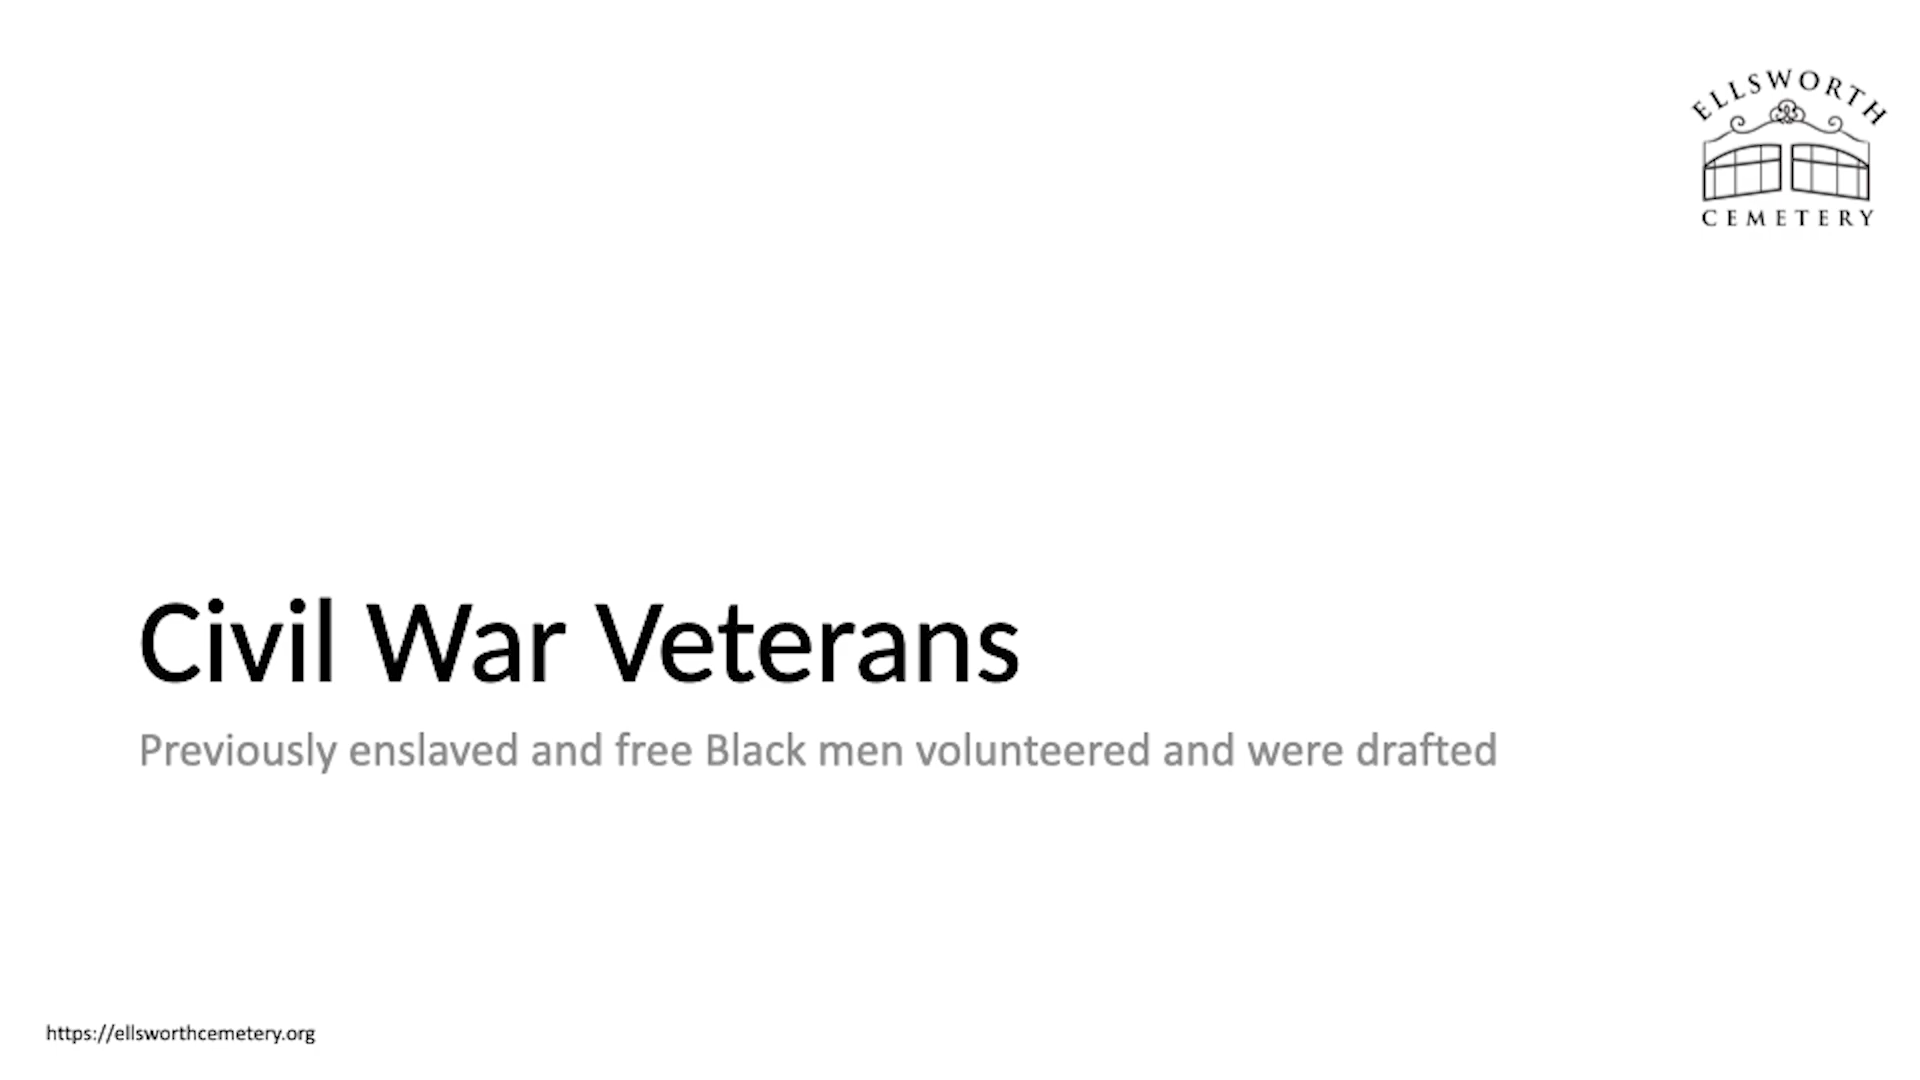 ELLSWORTH
CEMETERY
Civil War Veterans
Previously enslaved and free Black men volunteered and were drafted
https://ellsworthcemetery.org